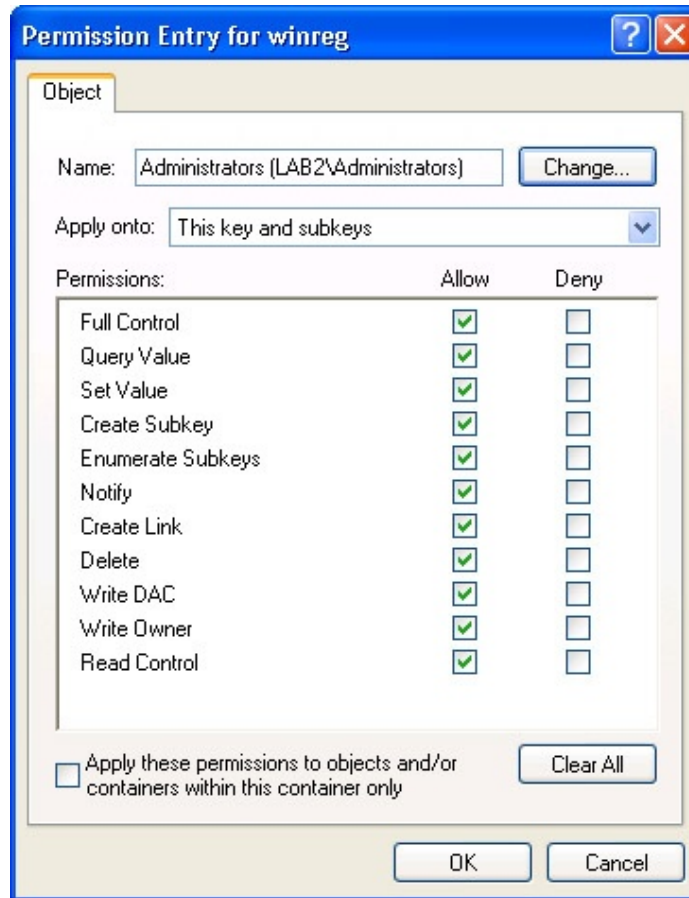 Permission Entry for winreg
Object
Name: Administrators (LAB2\Administrators) Change...
Apply onto: This key and subkeys
Permissions: Allow Deny
Full Control
Query Value
Set Value
Create Subkey
Enumerate Subkeys
Notify
Create Link
Delete
Write DAC
Write Owner
Read Control
Apply these permissions to objects and/or
containers within this container only
Clear All
OK Cancel